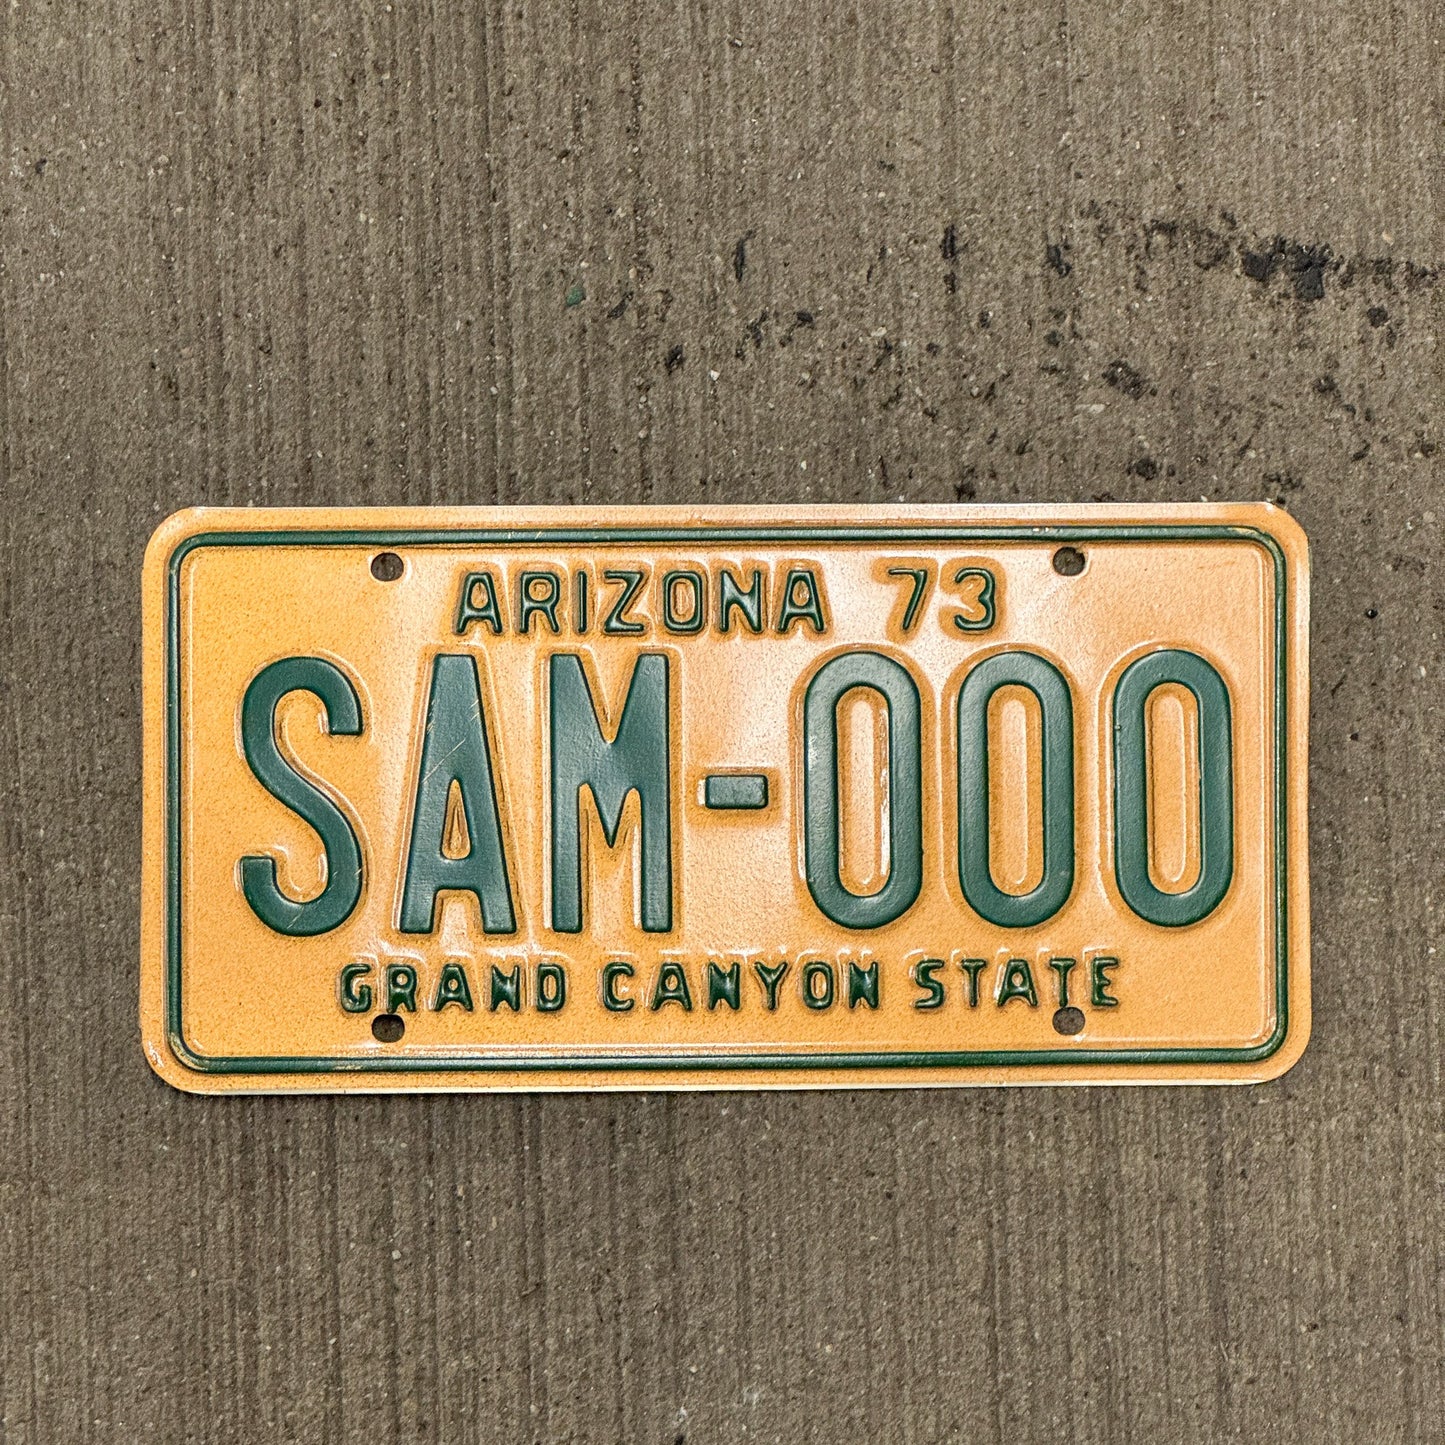 ARIZONA 73
SAM-000
GRAND CANYON STATE